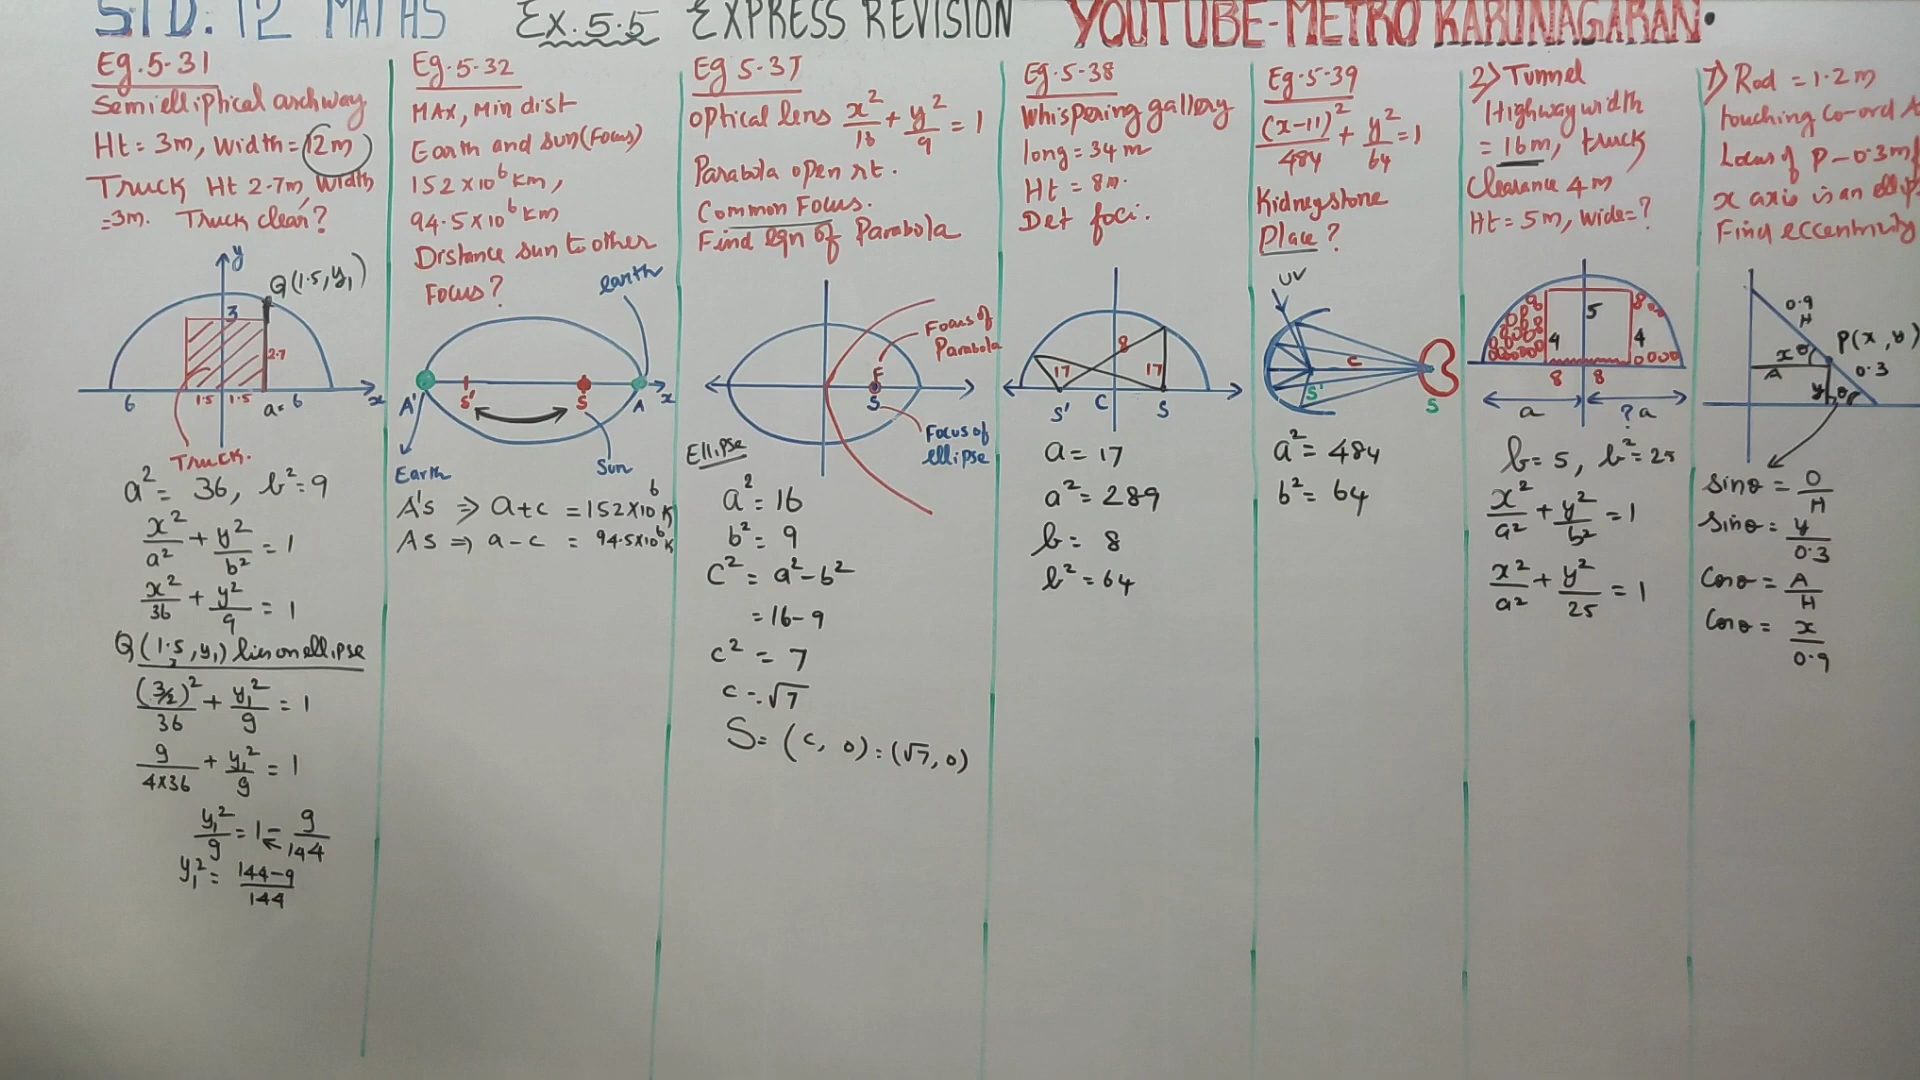 STD. 12 MATHS EX.5.5 EXPRESS REVISION YOUTUBE-METRO KARUNAGARAN.
Eg.5-31
Semielliptical archway
Ht = 3m, Width = 12m
Truck Ht 2.7m, Width
=3m. Truck clear?
y
Q(1.5, y₁)
3
2.7
6 1.5 1.5 a=6 x
Truck.
a² = 36, b² = 9
x²/a² + y²/b² = 1
x²/36 + y²/9 = 1
Q(1.5, y₁) lies on ellipse
(3/2)²/36 + y₁²/9 = 1
9/4×36 + y₁²/9 = 1
y₁²/9 = 1 - 9/144
y₁² = 144-9/144
Eg.5-32
MAX, Min dist
Earth and Sun(Focus)
152×10⁶ Km,
94.5×10⁶ Km
Distance sun to other
Focus?
earth
A' S' S A x
Earth Sun
A's ⇒ a+c = 152×10⁶ K
AS ⇒ a-c = 94.5×10⁶ K
Eg 5-37
Optical lens x²/16 + y²/9 = 1
Parabola open rt.
Common Focus.
Find eqn of Parabola
Focus of
Parabola
F
S
Focus of
ellipse
Ellipse
a² = 16
b² = 9
c² = a²-b²
= 16-9
c² = 7
c = √7
S = (c, 0) = (√7, 0)
Eg.5-38
Whispering gallery
long = 34 m
Ht = 8m.
Det foci.
8
17 17
S' C S
a = 17
a² = 289
b = 8
b² = 64
Eg.5-39
(x-11)²/484 + y²/64 = 1
Kidneystone
Place?
UV
C
S' S
a² = 484
b² = 64
2) Tunnel
Highway width
= 16m, truck
Clearance 4m
Ht = 5m, wide=?
5
4 4
8 8
a ? a
b = 5, b² = 25
x²/a² + y²/b² = 1
x²/a² + y²/25 = 1
7) Rod = 1.2m
touching Co-ord A
Locus of P-0.3m f
x axis is an ellip
Find eccentricity
0.9
H
P(x, y)
x θ
A 0.3
y θ
Sinθ = O/H
Sinθ = y/0.3
Cosθ = A/H
Cosθ = x/0.9